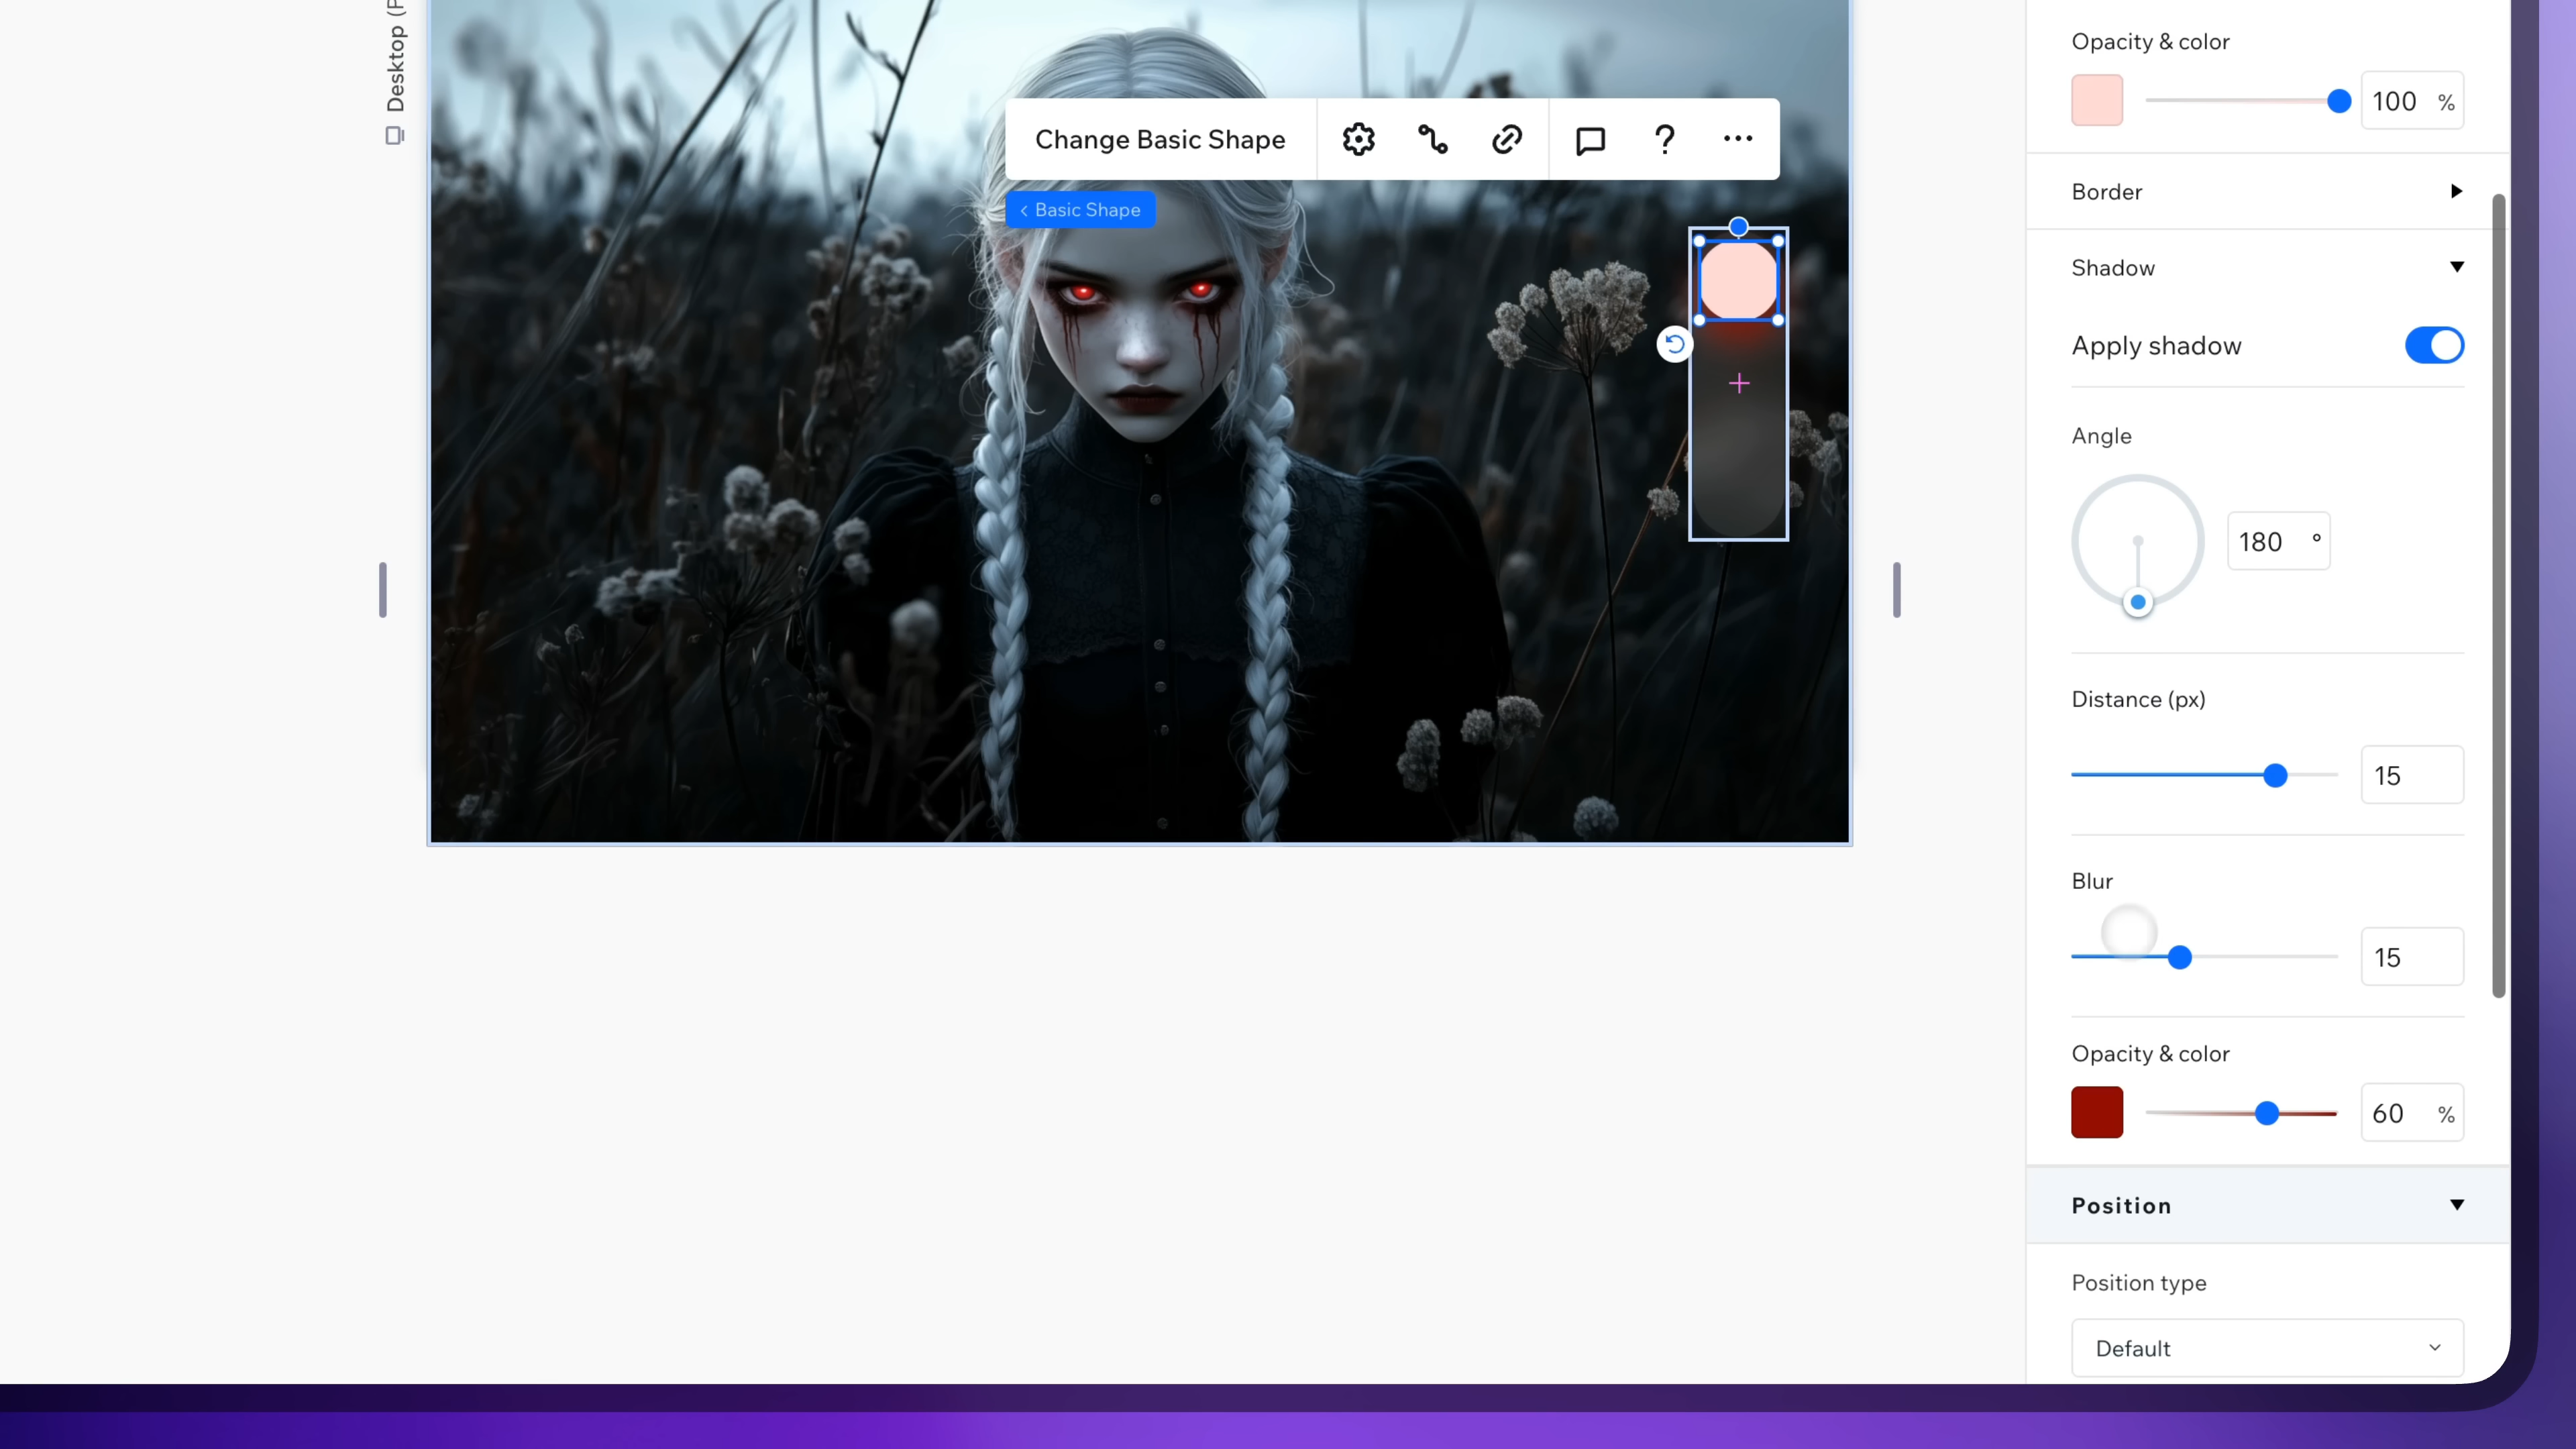 Desktop (P
Change Basic Shape
?
< Basic Shape
Opacity & color
100 %
Border
Shadow
Apply shadow
Angle
180 °
Distance (px)
15
Blur
15
Opacity & color
60 %
Position
Position type
Default